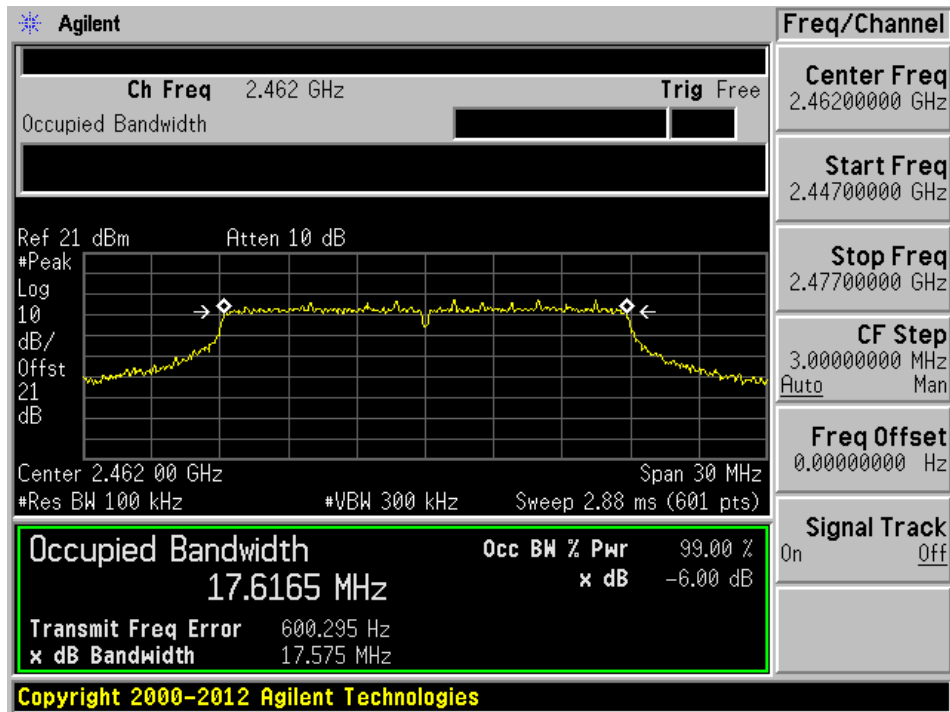 Agilent
Ch Freq 2.462 GHz Trig Free
Occupied Bandwidth
Ref 21 dBm Atten 10 dB
#Peak
Log
10
dB/
Offst
21
dB
Center 2.462 00 GHz Span 30 MHz
#Res BW 100 kHz #VBW 300 kHz Sweep 2.88 ms (601 pts)
Occupied Bandwidth Occ BW % Pwr 99.00 %
17.6165 MHz x dB -6.00 dB
Transmit Freq Error 600.295 Hz
x dB Bandwidth 17.575 MHz
Copyright 2000-2012 Agilent Technologies
Freq/Channel
Center Freq
2.46200000 GHz
Start Freq
2.44700000 GHz
Stop Freq
2.47700000 GHz
CF Step
3.00000000 MHz
Auto Man
Freq Offset
0.00000000 Hz
Signal Track
On Off